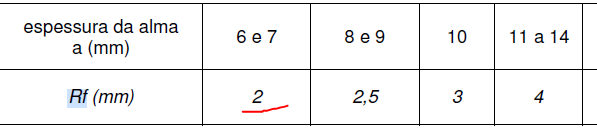 espessura da alma
a (mm)
6 e 7
8 e 9
10
11 a 14
Rf (mm)
2
2,5
3
4